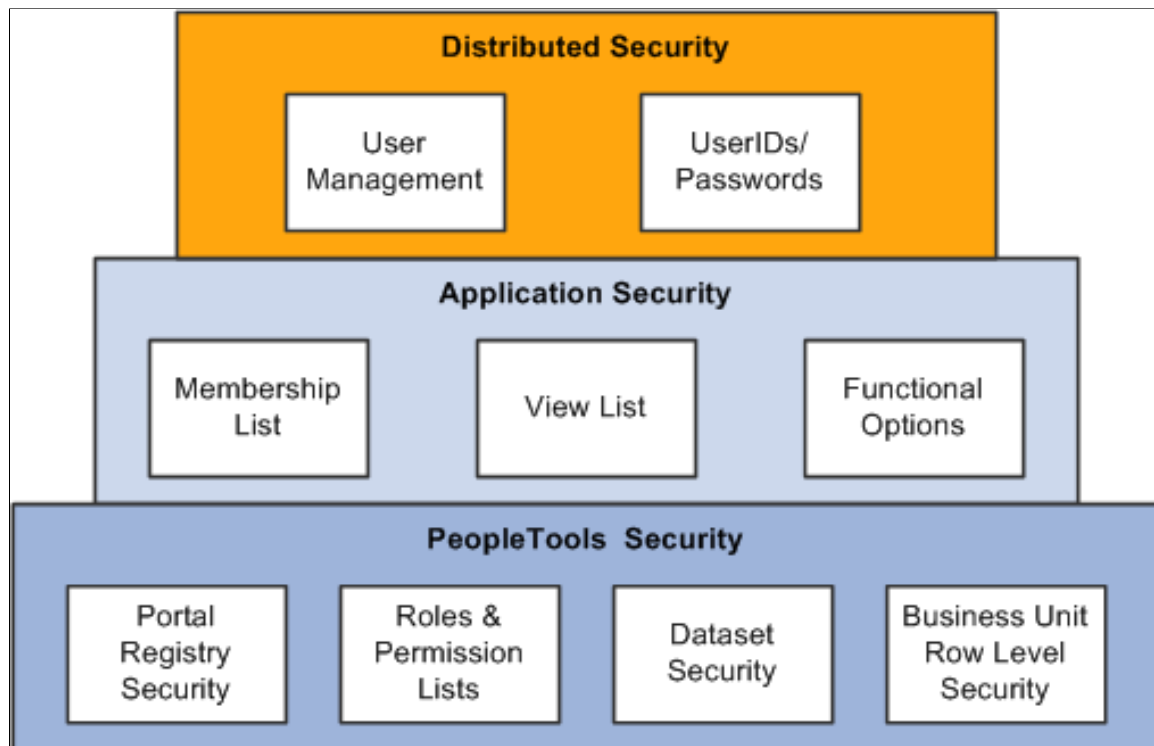 Distributed Security
User
Management
UserIDs/
Passwords
Application Security
Membership
List
View List
Functional
Options
PeopleTools Security
Portal
Registry
Security
Roles &
Permission
Lists
Dataset
Security
Business Unit
Row Level
Security